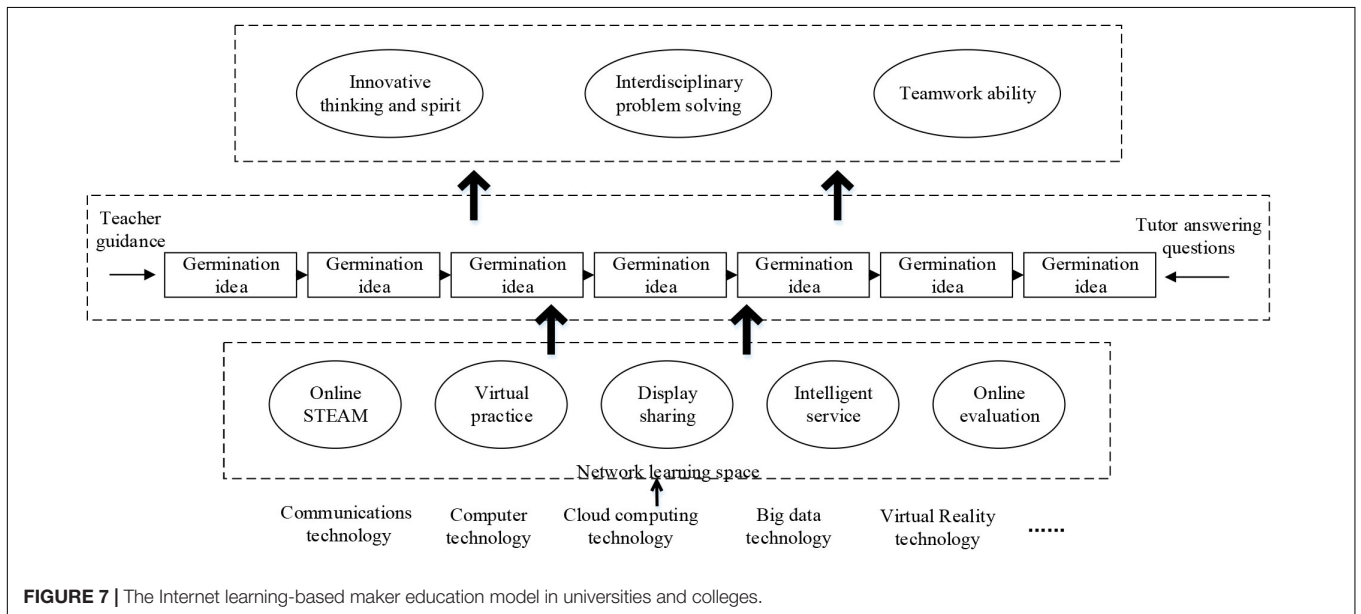 Innovative
thinking and spirit
Interdisciplinary
problem solving
Teamwork ability
Teacher
guidance
Tutor answering
questions
Germination
idea
Germination
idea
Germination
idea
Germination
idea
Germination
idea
Germination
idea
Germination
idea
Online
STEAM
Virtual
practice
Display
sharing
Intelligent
service
Online
evaluation
Network learning space
Communications
technology
Computer
technology
Cloud computing
technology
Big data
technology
Virtual Reality
technology
......
FIGURE 7 | The Internet learning-based maker education model in universities and colleges.